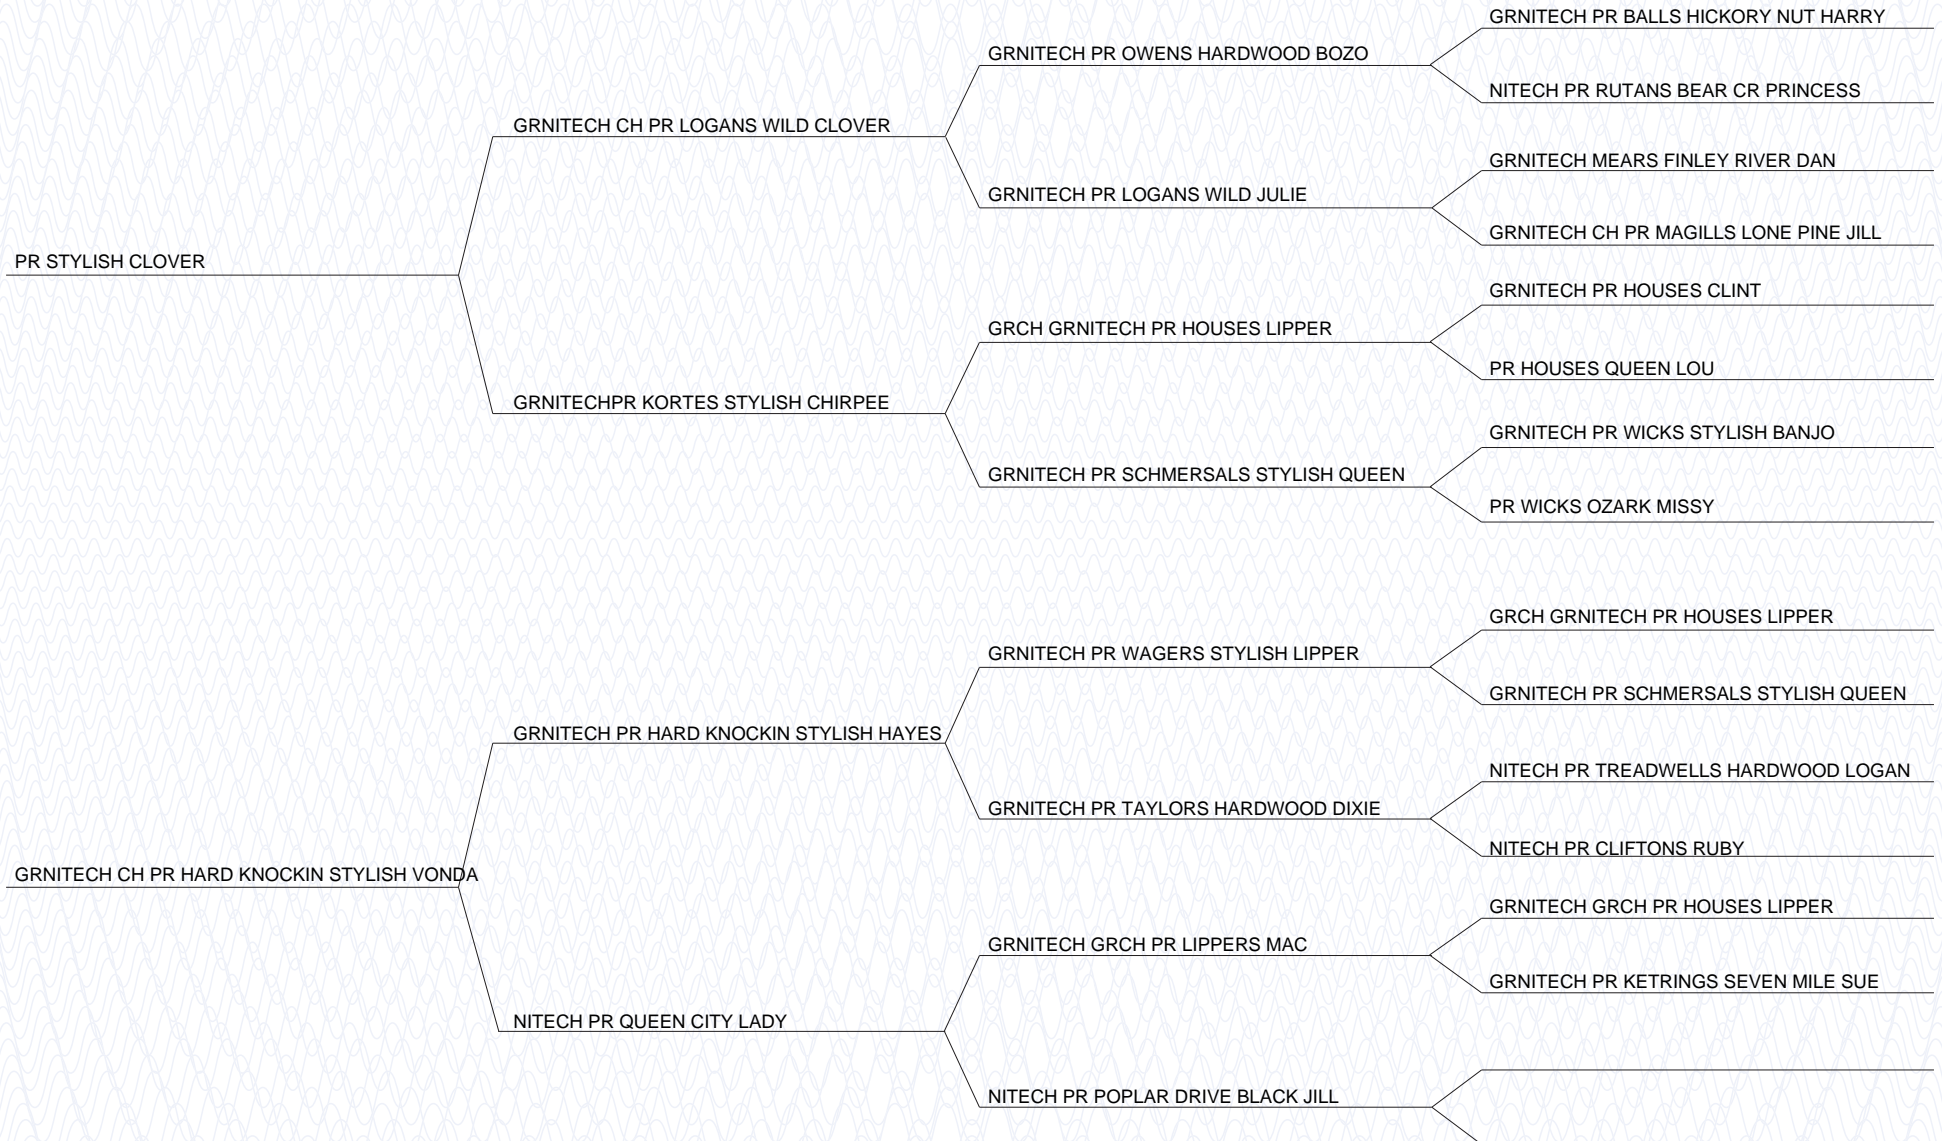 GRNITECH PR BALLS HICKORY NUT HARRY
GRNITECH PR OWENS HARDWOOD BOZO
NITECH PR RUTANS BEAR CR PRINCESS
GRNITECH CH PR LOGANS WILD CLOVER
GRNITECH MEARS FINLEY RIVER DAN
GRNITECH PR LOGANS WILD JULIE
GRNITECH CH PR MAGILLS LONE PINE JILL
PR STYLISH CLOVER
GRNITECH PR HOUSES CLINT
GRCH GRNITECH PR HOUSES LIPPER
PR HOUSES QUEEN LOU
GRNITECHPR KORTES STYLISH CHIRPEE
GRNITECH PR WICKS STYLISH BANJO
GRNITECH PR SCHMERSALS STYLISH QUEEN
PR WICKS OZARK MISSY
GRCH GRNITECH PR HOUSES LIPPER
GRNITECH PR WAGERS STYLISH LIPPER
GRNITECH PR SCHMERSALS STYLISH QUEEN
GRNITECH PR HARD KNOCKIN STYLISH HAYES
NITECH PR TREADWELLS HARDWOOD LOGAN
GRNITECH PR TAYLORS HARDWOOD DIXIE
NITECH PR CLIFTONS RUBY
GRNITECH CH PR HARD KNOCKIN STYLISH VONDA
GRNITECH GRCH PR HOUSES LIPPER
GRNITECH GRCH PR LIPPERS MAC
GRNITECH PR KETRINGS SEVEN MILE SUE
NITECH PR QUEEN CITY LADY
NITECH PR POPLAR DRIVE BLACK JILL